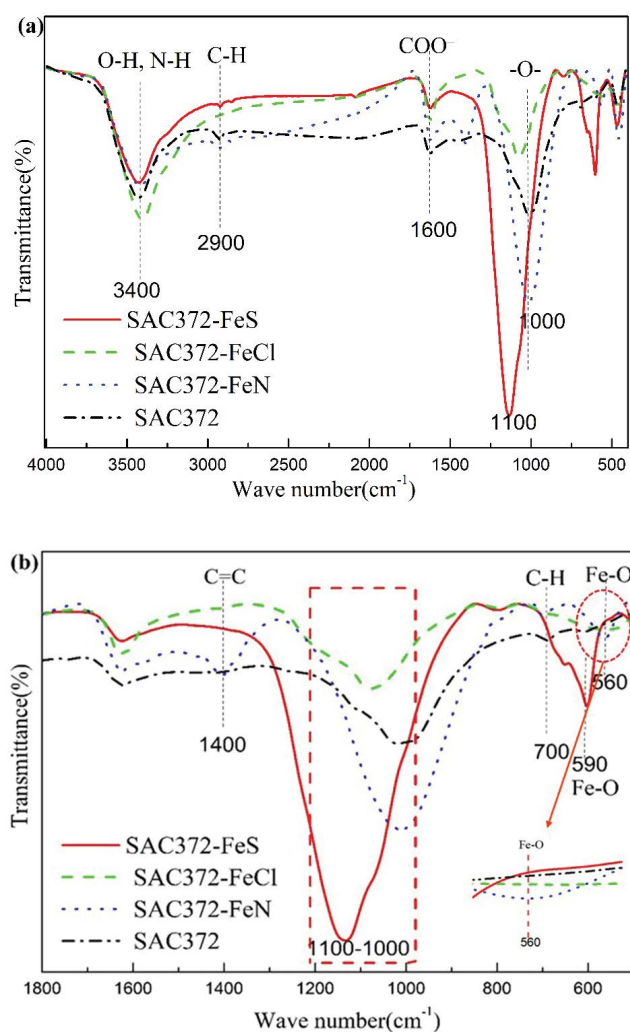 (a)
O-H, N-H
C-H
COO⁻
-O-
Transmittance(%)
3400
2900
1600
1000
1100
SAC372-FeS
SAC372-FeCl
SAC372-FeN
SAC372
4000 3500 3000 2500 2000 1500 1000 500
Wave number(cm⁻¹)
(b)
C=C
C-H
Fe-O
Transmittance(%)
1400
700
560
590
Fe-O
SAC372-FeS
SAC372-FeCl
SAC372-FeN
SAC372
1100-1000
Fe-O
560
1800 1600 1400 1200 1000 800 600
Wave number(cm⁻¹)